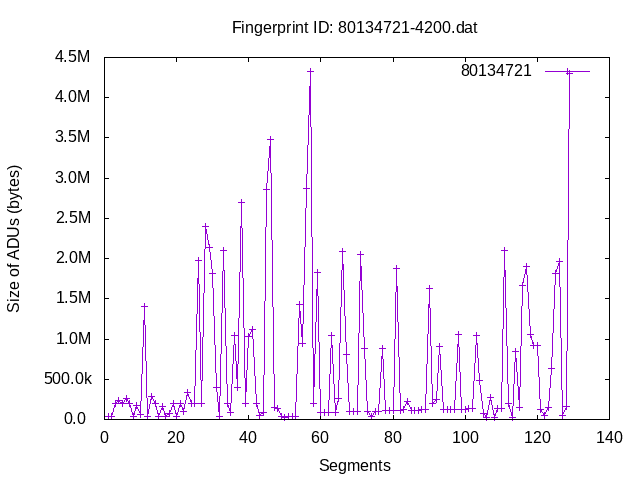 Fingerprint ID: 80134721-4200.dat
4.5M
80134721
4.0M
3.5M
3.0M
2.5M
2.0M
1.5M
1.0M
500.0k
0.0
Size of ADUs (bytes)
0 20 40 60 80 100 120 140
Segments